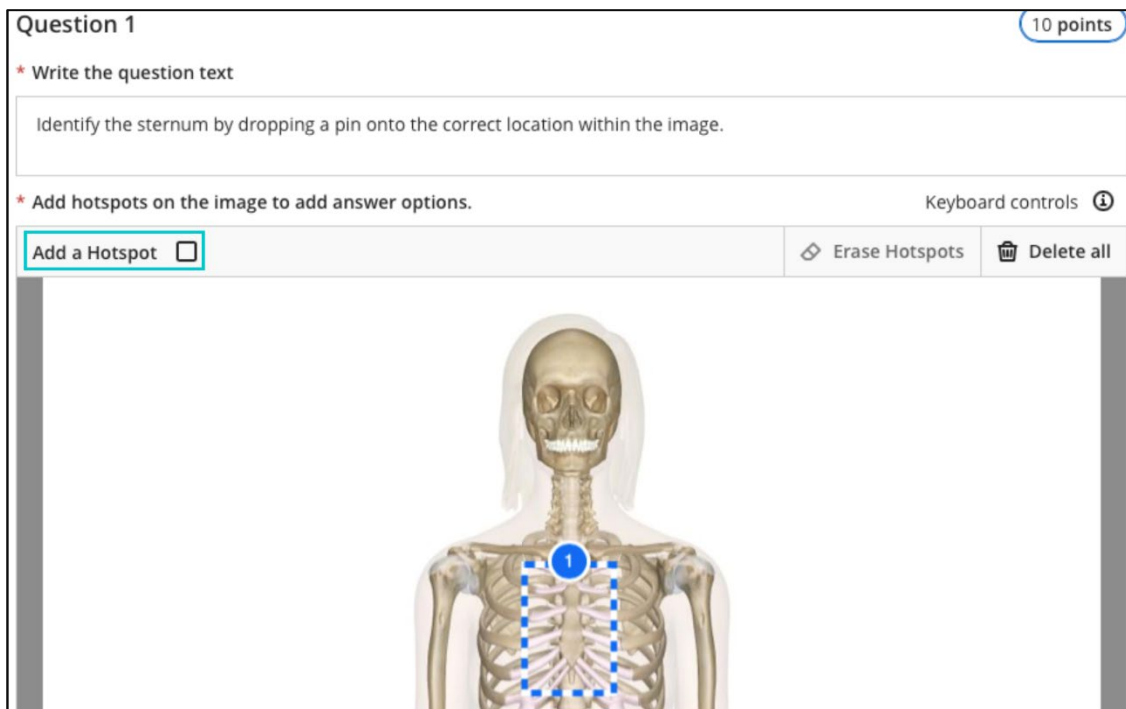 Question 1
10 points
* Write the question text
Identify the sternum by dropping a pin onto the correct location within the image.
* Add hotspots on the image to add answer options.
Keyboard controls
Add a Hotspot
Erase Hotspots
Delete all
1